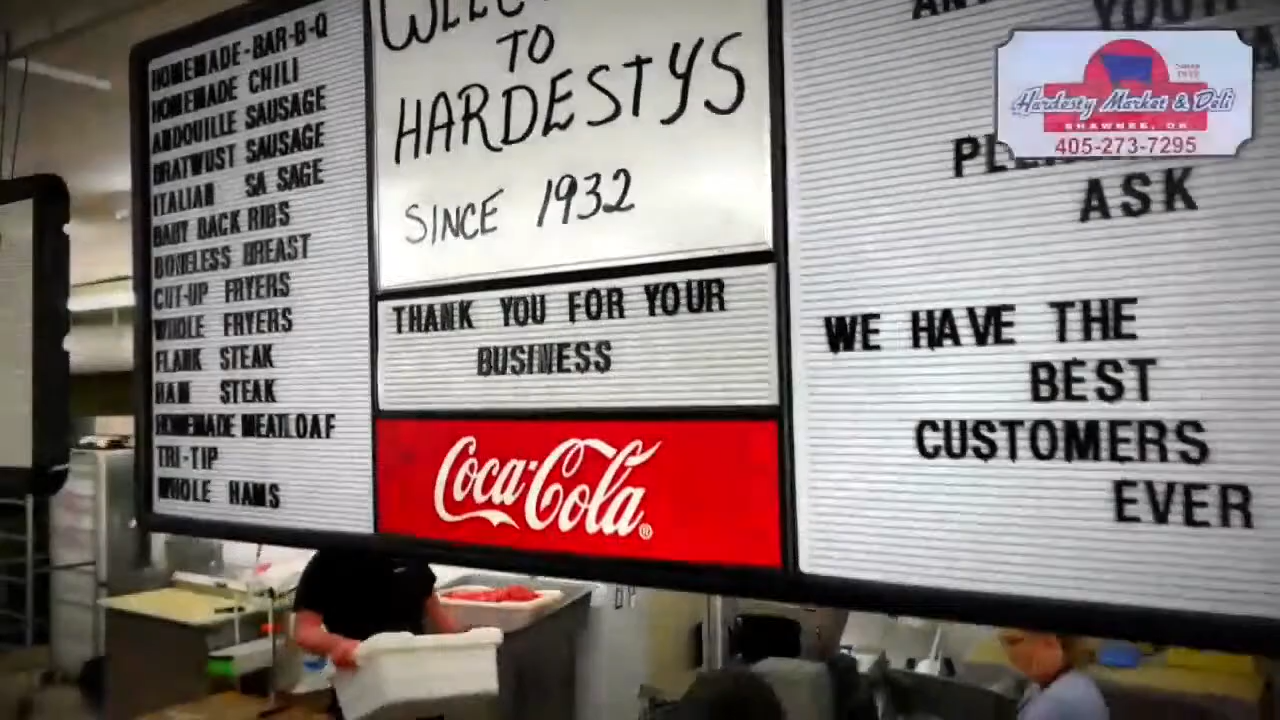 HOMEMADE-BAR-B-Q
HOMEMADE CHILI
ANDOUILLE SAUSAGE
BRATWUST SAUSAGE
ITALIAN SA SAGE
BABY BACK RIBS
BONELESS BREAST
CUT-UP FRYERS
WHOLE FRYERS
FLANK STEAK
HAM STEAK
HOMEMADE MEATLOAF
TRI-TIP
WHOLE HAMS
TO
HARDESTYS
SINCE 1932
THANK YOU FOR YOUR
BUSINESS
Coca-Cola®
ASK
WE HAVE THE
BEST
CUSTOMERS
EVER
Hardesty Market & Deli
SHAWNEE, OK
405-273-7295